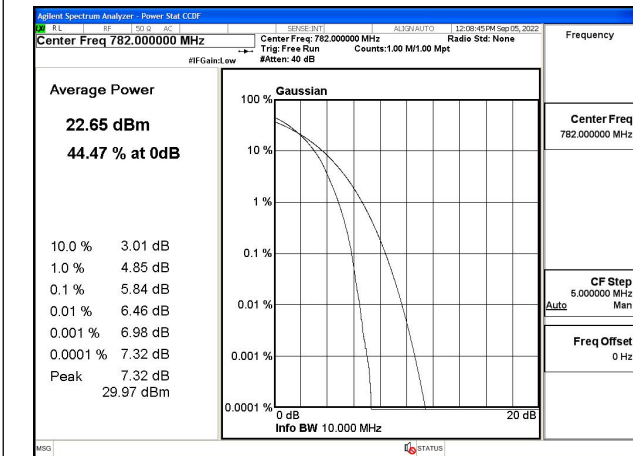 Agilent Spectrum Analyzer - Power Stat CCDF
LXI RL RF 50 Ω AC SENSE:INT ALIGN AUTO 12:08:45 PM Sep 05, 2022
Center Freq 782.000000 MHz
Center Freq: 782.000000 MHz Radio Std: None
Trig: Free Run Counts:1.00 M/1.00 Mpt
#IFGain:Low #Atten: 40 dB
Frequency
Average Power
22.65 dBm
44.47 % at 0dB
10.0 % 3.01 dB
1.0 % 4.85 dB
0.1 % 5.84 dB
0.01 % 6.46 dB
0.001 % 6.98 dB
0.0001 % 7.32 dB
Peak 7.32 dB
29.97 dBm
Gaussian
100 %
10 %
1 %
0.1 %
0.01 %
0.001 %
0.0001 %
0 dB 20 dB
Info BW 10.000 MHz
Center Freq
782.000000 MHz
CF Step
5.000000 MHz
Auto Man
Freq Offset
0 Hz
MSG STATUS